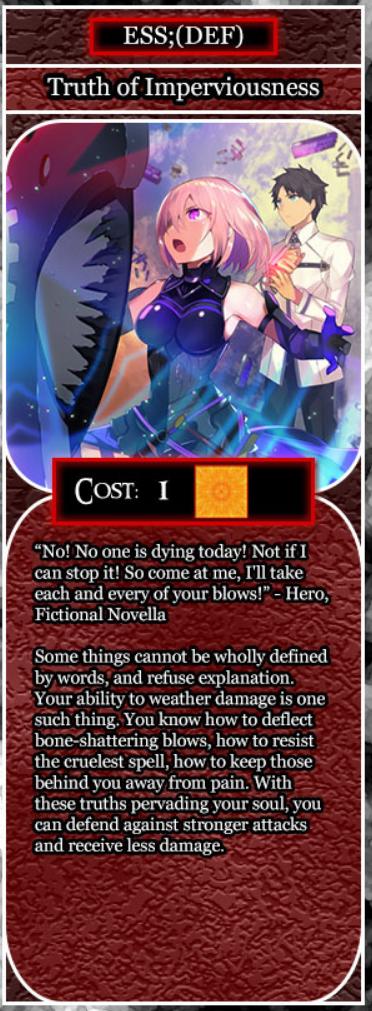 ESS;(DEF)
Truth of Imperviousness
Cost: 1
“No! No one is dying today! Not if I
can stop it! So come at me, I'll take
each and every of your blows!” - Hero,
Fictional Novella
Some things cannot be wholly defined
by words, and refuse explanation.
Your ability to weather damage is one
such thing. You know how to deflect
bone-shattering blows, how to resist
the cruelest spell, how to keep those
behind you away from pain. With
these truths pervading your soul, you
can defend against stronger attacks
and receive less damage.